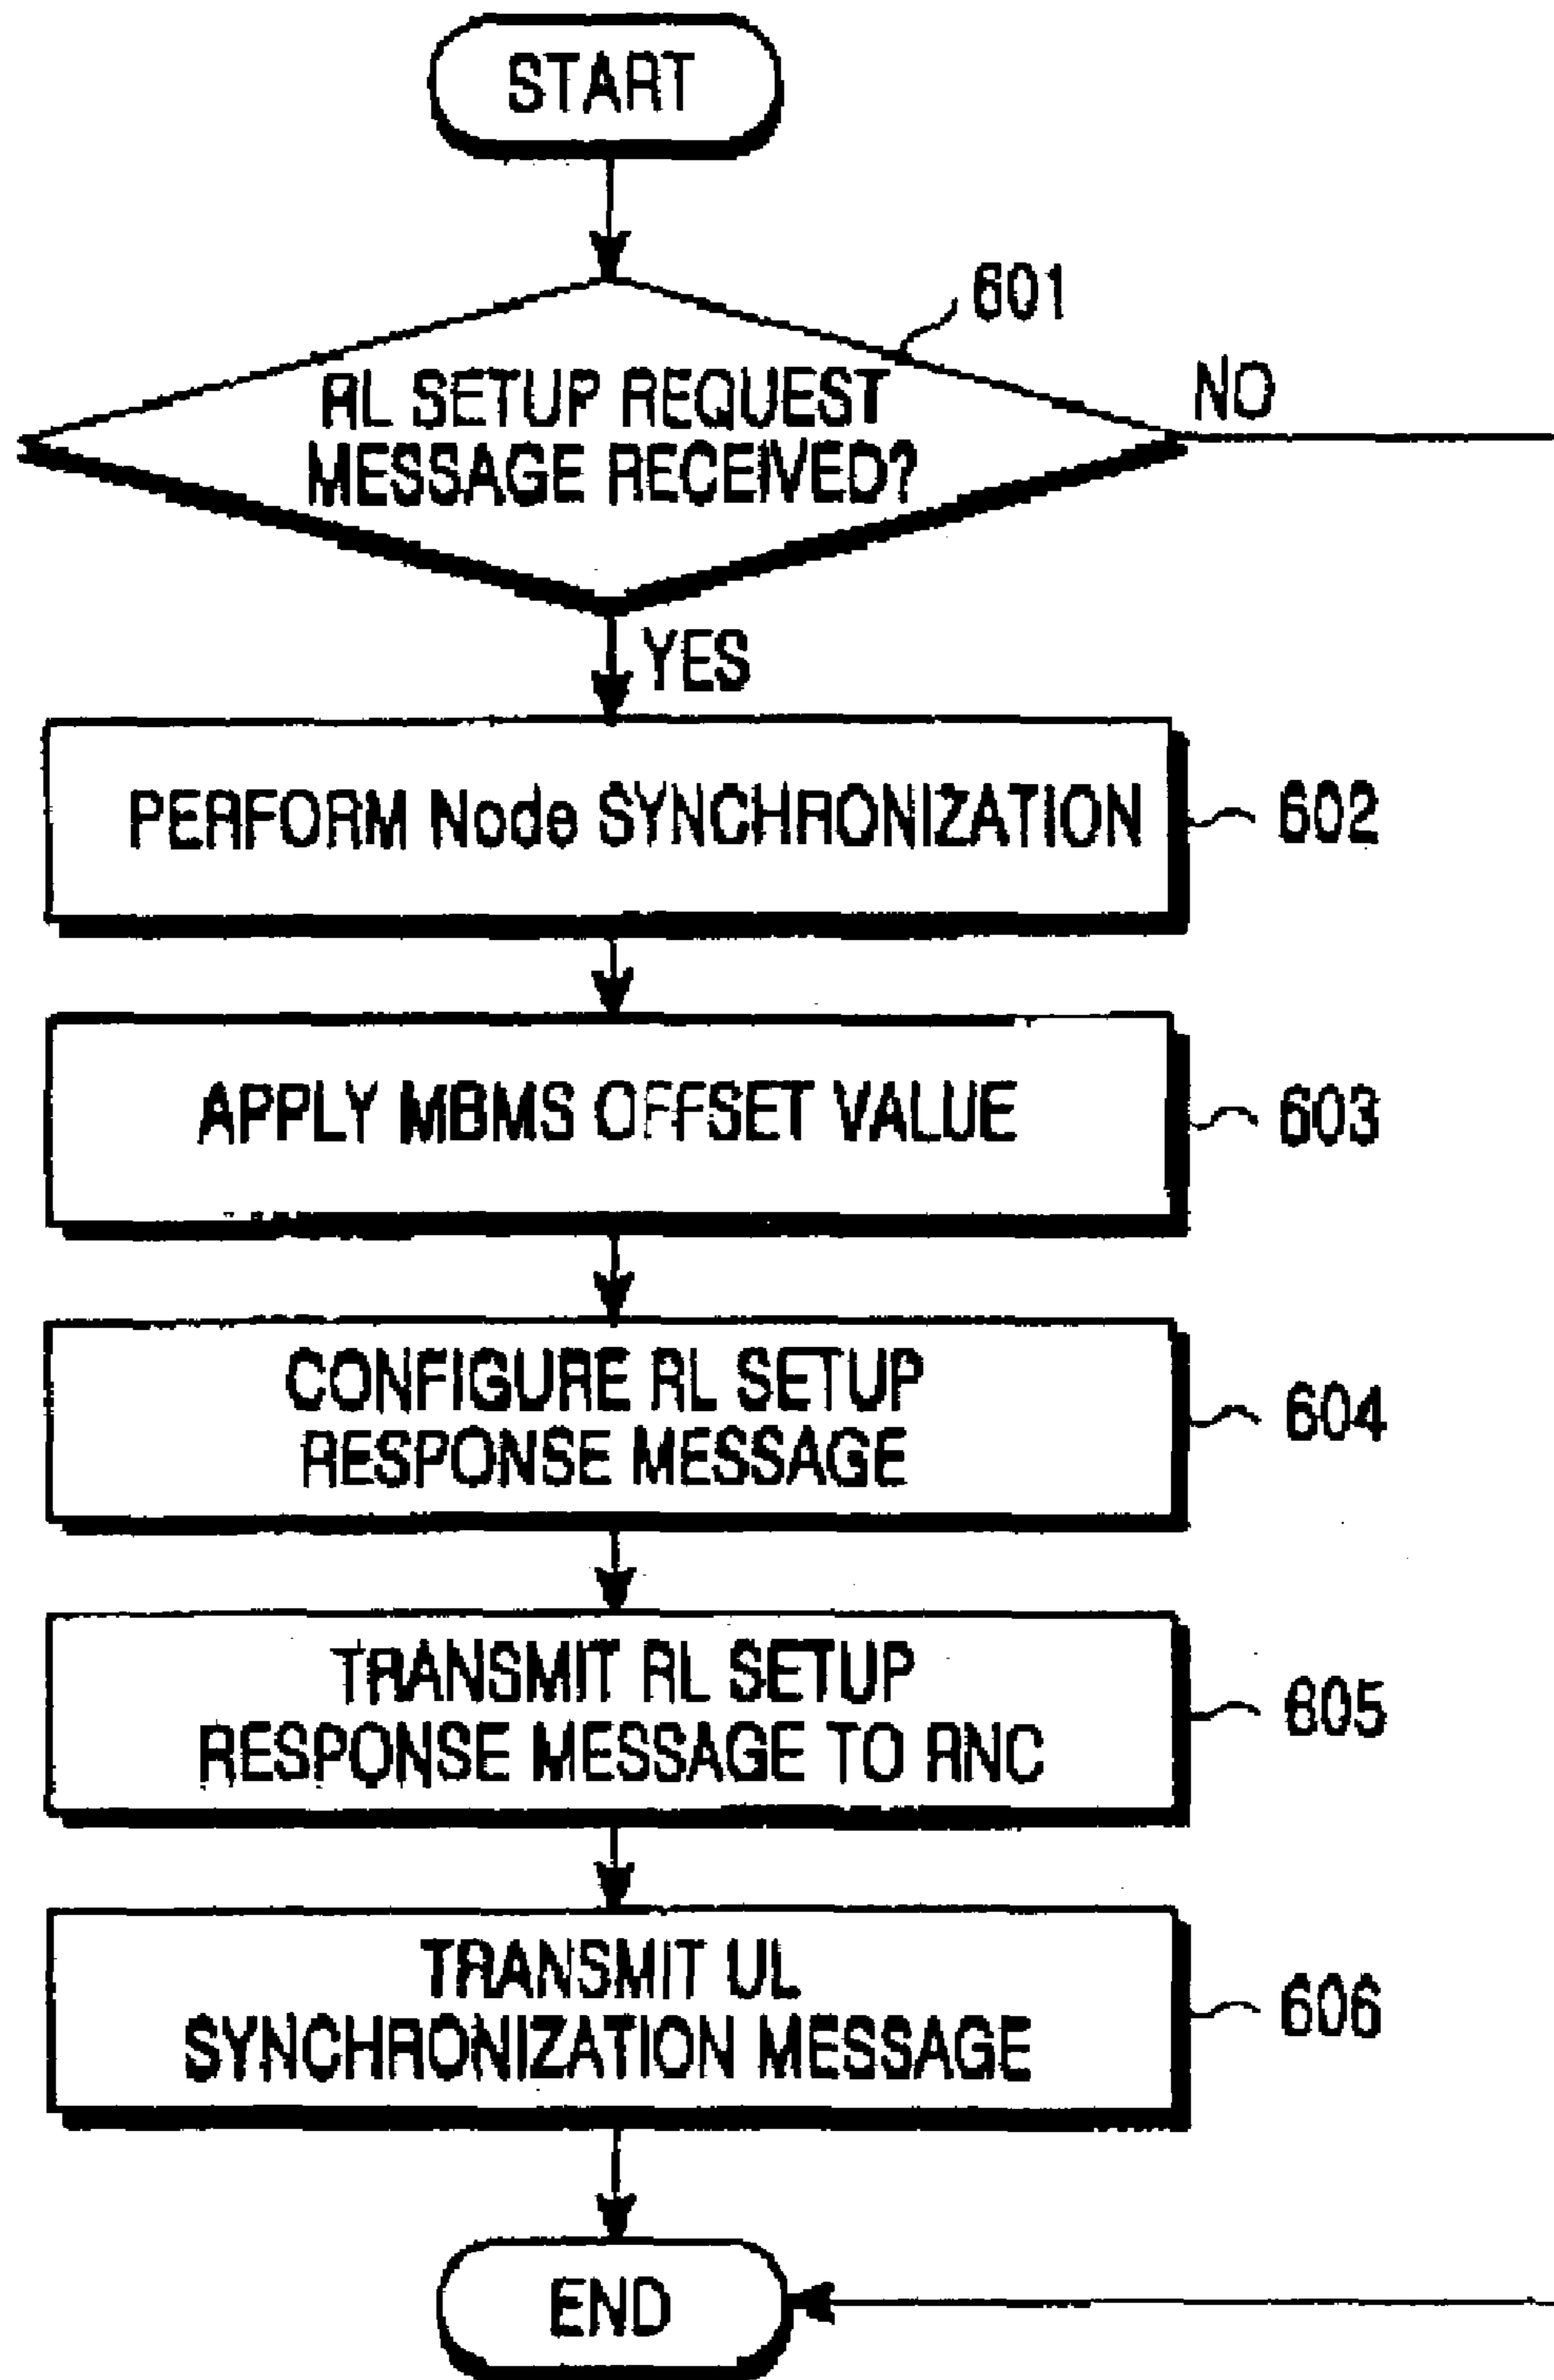 START
601
RL SETUP REQUEST
MESSAGE RECEIVED?
NO
YES
PERFORM Node SYNCHRONIZATION
602
APPLY MBMS OFFSET VALUE
603
CONFIGURE RL SETUP
RESPONSE MESSAGE
604
TRANSMIT RL SETUP
RESPONSE MESSAGE TO RNC
605
TRANSMIT UL
SYNCHRONIZATION MESSAGE
606
END